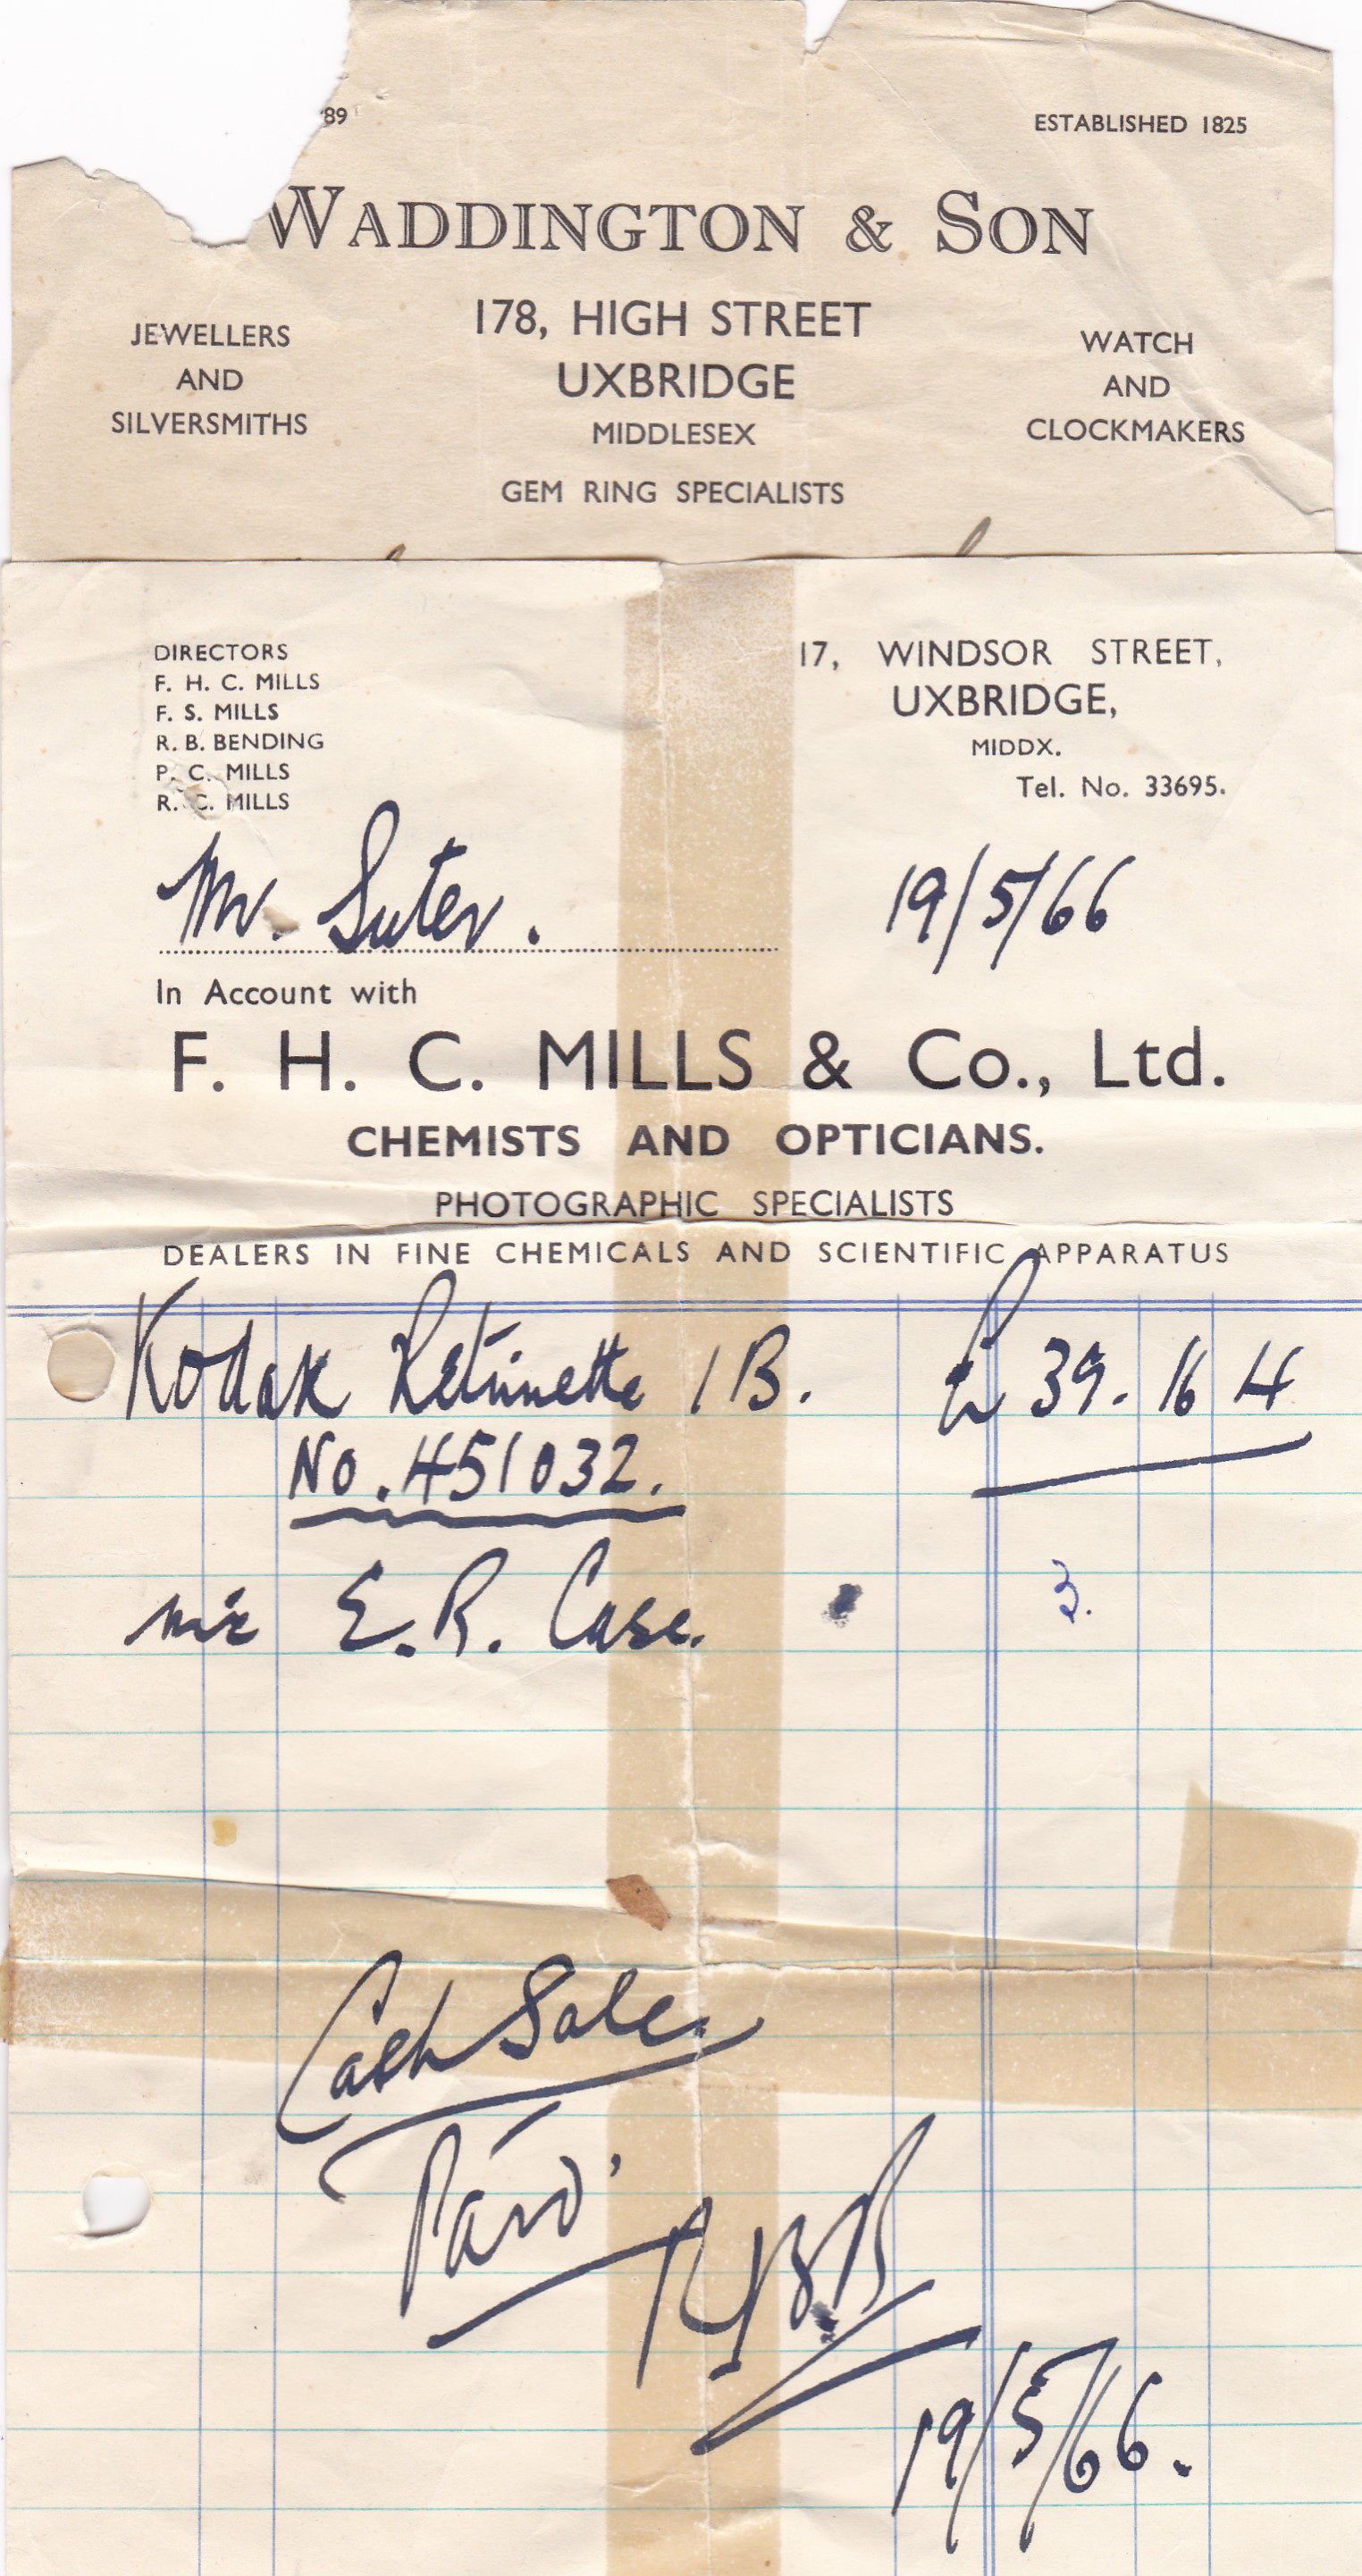 89
ESTABLISHED 1825
WADDINGTON & SON
JEWELLERS
AND
SILVERSMITHS
178, HIGH STREET
UXBRIDGE
MIDDLESEX
GEM RING SPECIALISTS
WATCH
AND
CLOCKMAKERS
DIRECTORS
F. H. C. MILLS
F. S. MILLS
R. B. BENDING
P. C. MILLS
R. C. MILLS
17, WINDSOR STREET,
UXBRIDGE,
MIDDX.
Tel. No. 33695.
Mr. Suter.
19/5/66
In Account with
F. H. C. MILLS & Co., Ltd.
CHEMISTS AND OPTICIANS.
PHOTOGRAPHIC SPECIALISTS
DEALERS IN FINE CHEMICALS AND SCIENTIFIC APPARATUS
Kodak Retinette 1B. £ 39. 16 4
No. 451032.
E. R. Case. 3.
Cash Sale
Paid
RBB
19/5/66.